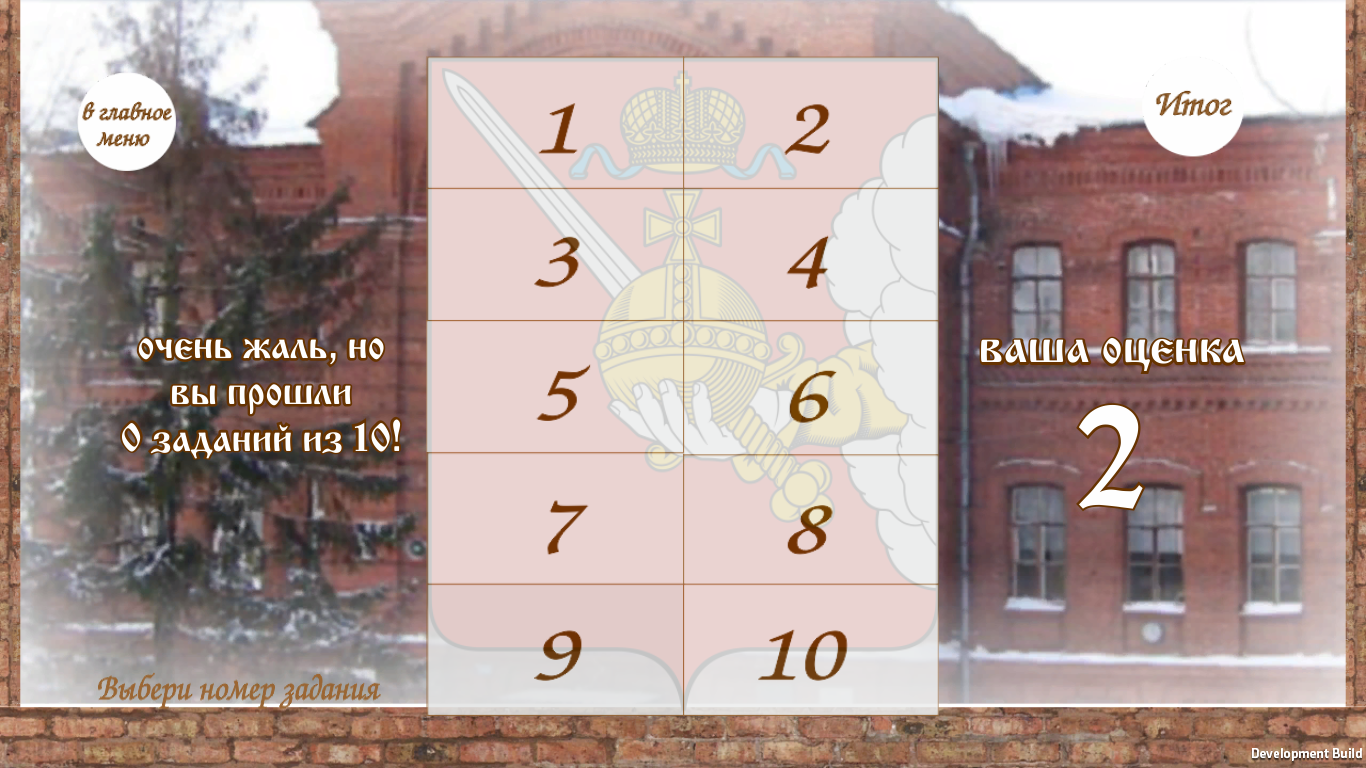 в главное
меню
Итог
1
2
3
4
5
6
7
8
9
10
очень жаль, но
вы прошли
0 заданий из 10!
ваша оценка
2
Выбери номер задания
Development Build